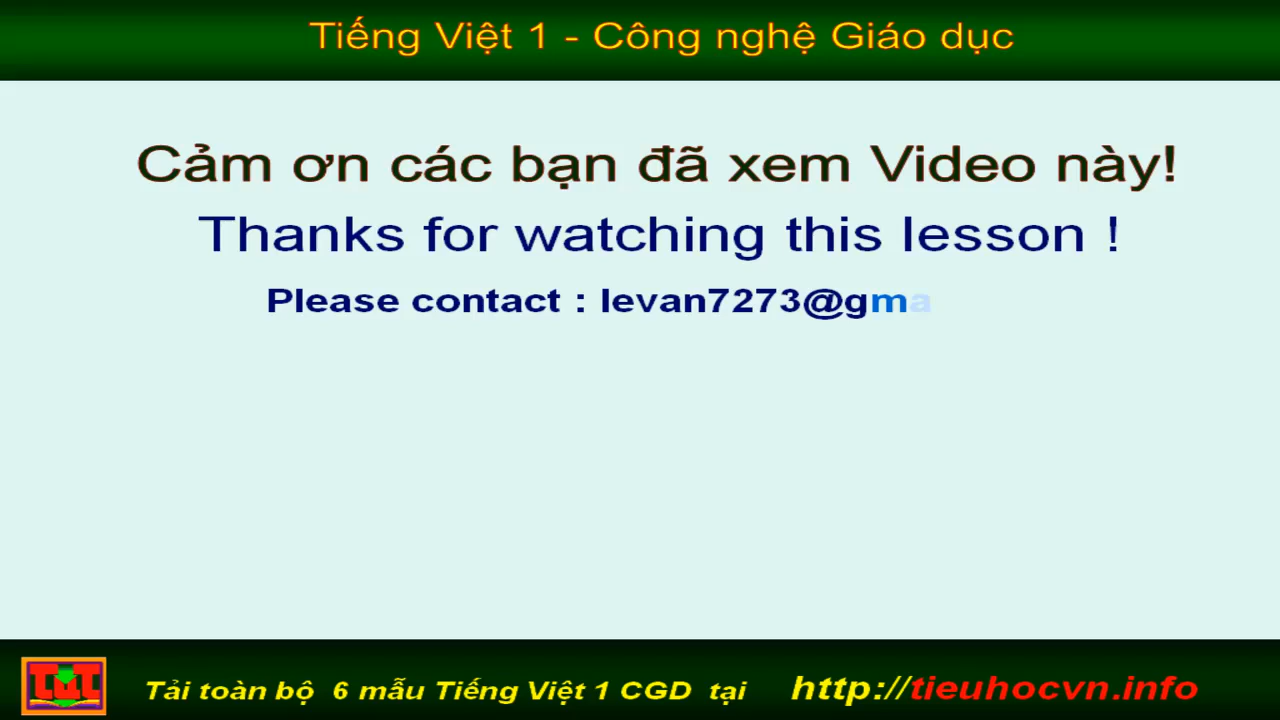 Tiếng Việt 1 - Công nghệ Giáo dục
Cảm ơn các bạn đã xem Video này!
Thanks for watching this lesson !
Please contact : levan7273@gma
Tải toàn bộ 6 mẫu Tiếng Việt 1 CGD tại http://tieuhocvn.info